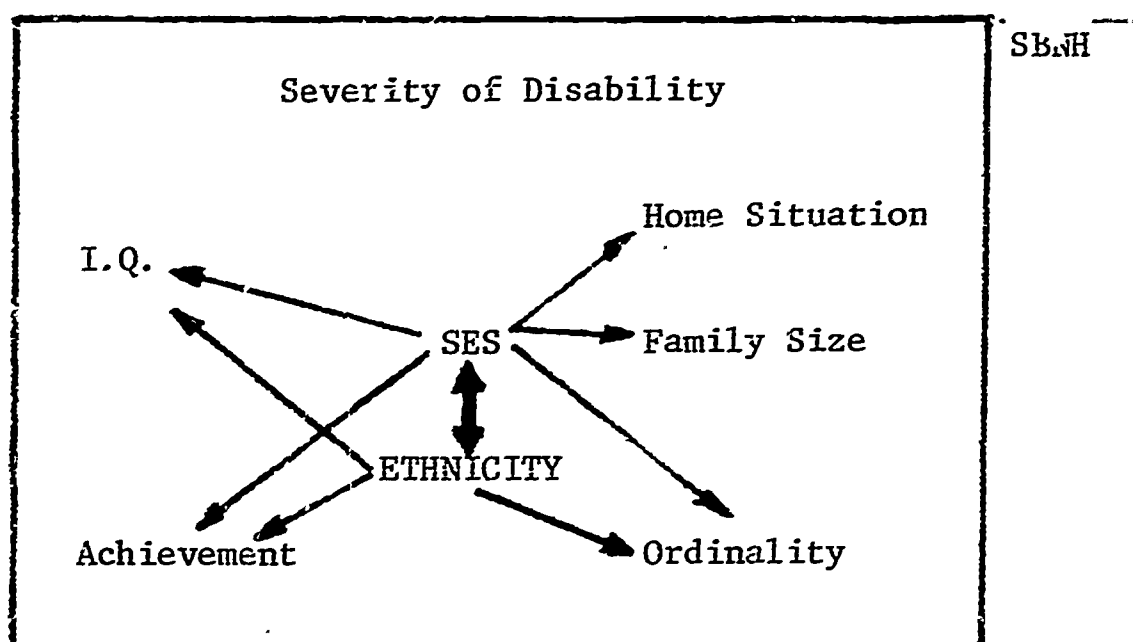 Severity of Disability
Home Situation
I.Q.
SES
Family Size
ETHNICITY
Achievement
Ordinality